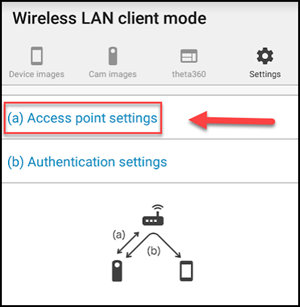 Wireless LAN client mode
Device images Cam images theta360 Settings
(a) Access point settings
(b) Authentication settings
(a)
(b)